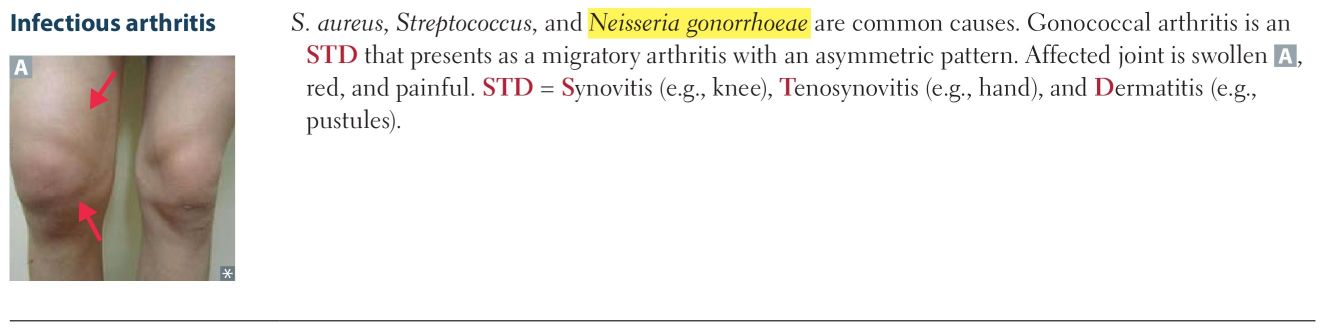 Infectious arthritis
A
*
S. aureus, Streptococcus, and Neisseria gonorrhoeae are common causes. Gonococcal arthritis is an
STD that presents as a migratory arthritis with an asymmetric pattern. Affected joint is swollen A,
red, and painful. STD = Synovitis (e.g., knee), Tenosynovitis (e.g., hand), and Dermatitis (e.g.,
pustules).